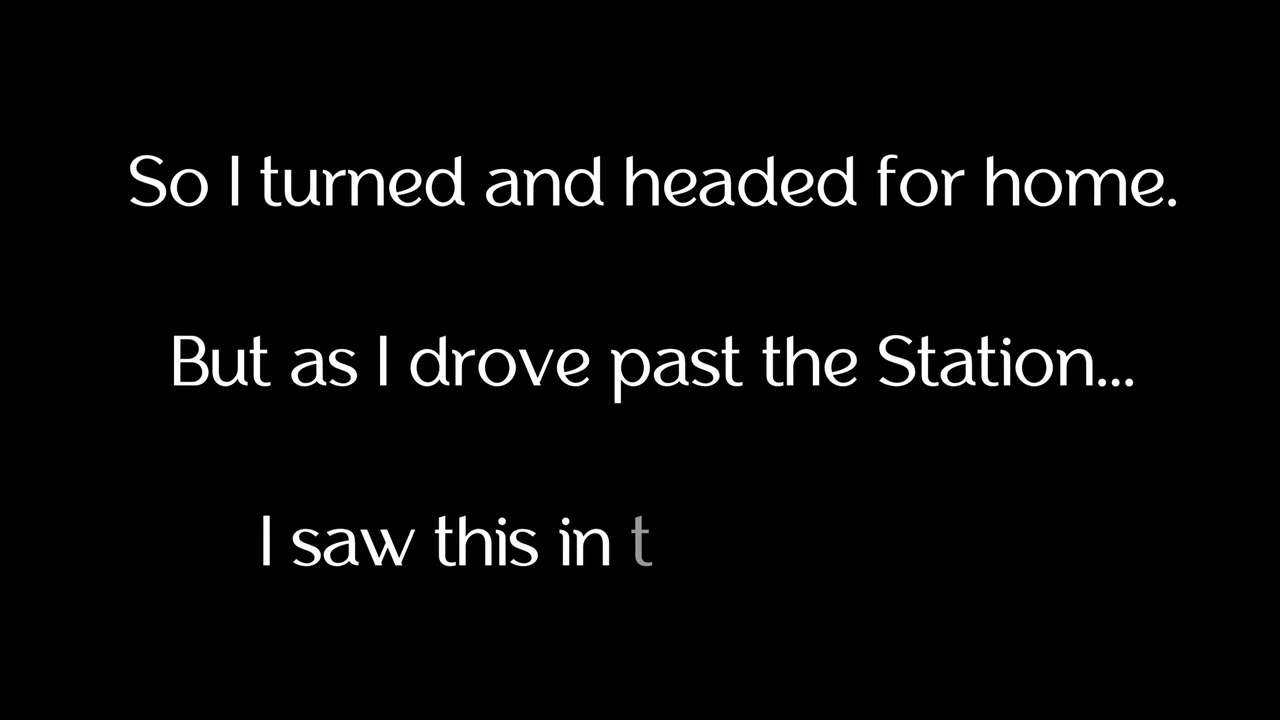 So I turned and headed for home.
But as I drove past the Station...
I saw this in t